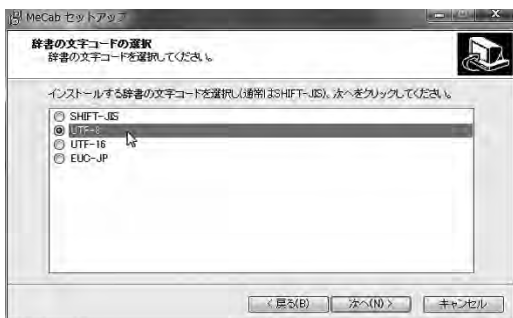 MeCab セットアップ
辞書の文字コードの選択
辞書の文字コードを選択してください。
インストールする辞書の文字コードを選択し(通常はSHIFT-JIS)、次へをクリックしてください。
SHIFT-JIS
UTF-8
UTF-16
EUC-JP
< 戻る(B)
次へ(N) >
キャンセル